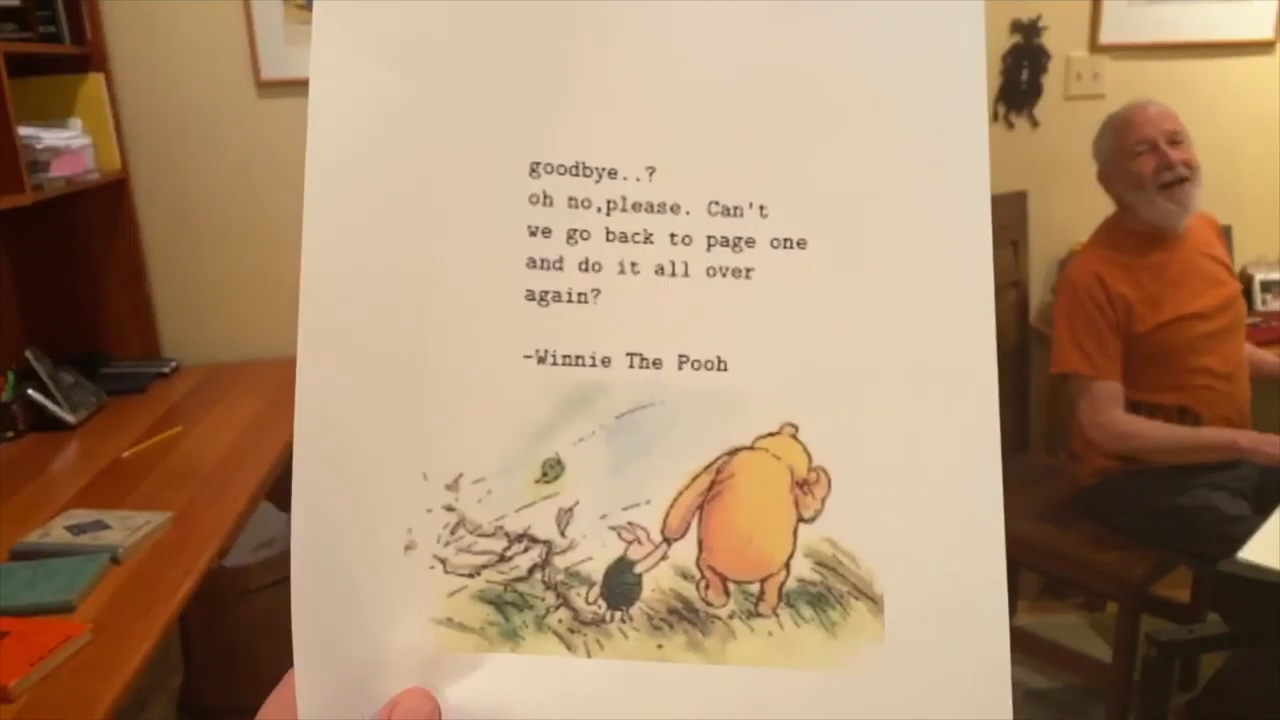 goodbye..?
oh no,please. Can't
we go back to page one
and do it all over
again?
-Winnie The Pooh